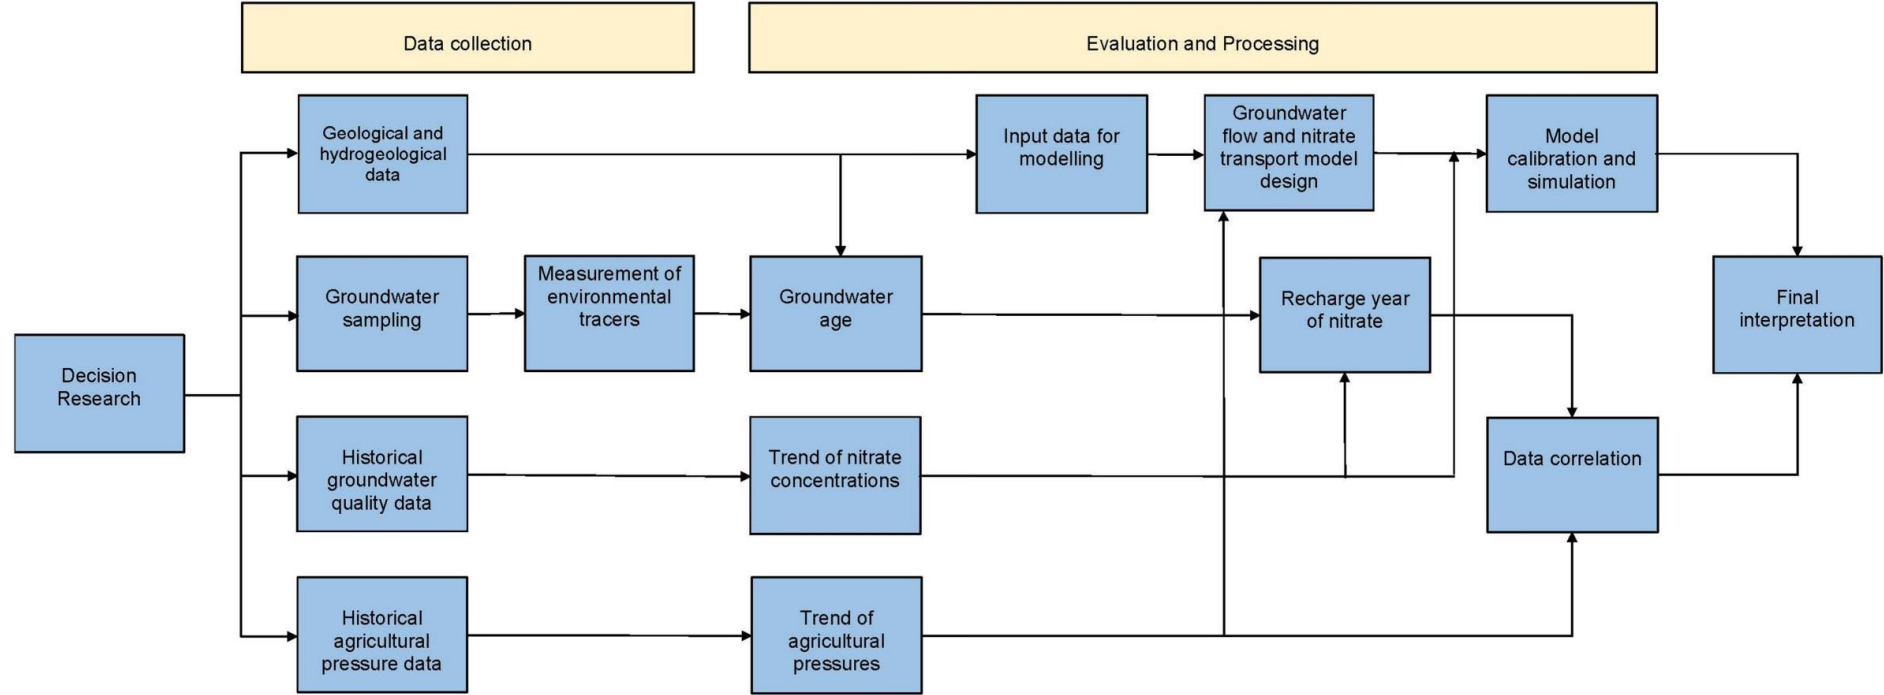 Data collection
Evaluation and Processing
Geological and
hydrogeological
data
Input data for
modelling
Groundwater
flow and nitrate
transport model
design
Model
calibration and
simulation
Groundwater
sampling
Measurement of
environmental
tracers
Groundwater
age
Recharge year
of nitrate
Final
interpretation
Decision
Research
Historical
groundwater
quality data
Trend of nitrate
concentrations
Data correlation
Historical
agricultural
pressure data
Trend of
agricultural
pressures